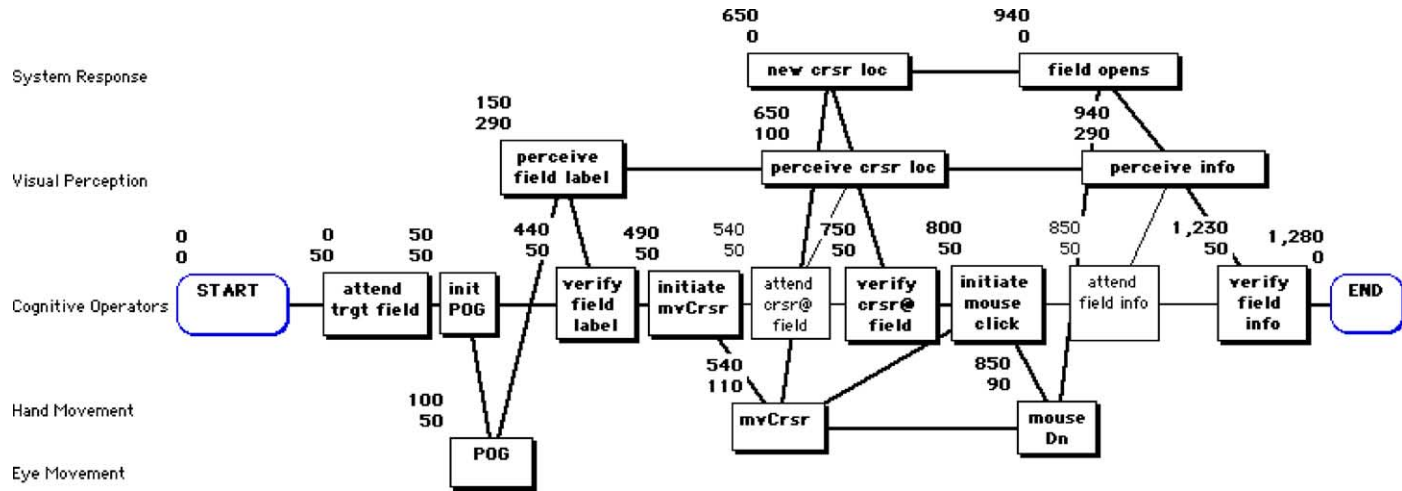 650
0
940
0
System Response
new crsr loc
field opens
150
290
650
100
940
290
Visual Perception
perceive
field label
perceive crsr loc
perceive info
0
0
0
50
50
50
440
50
490
50
540
50
750
50
800
50
850
50
1,230
50
1,280
0
Cognitive Operators
START
attend
trgt field
init
POG
verify
field
label
initiate
mvCrsr
attend
crsr@
field
verify
crsr@
field
initiate
mouse
click
attend
field info
verify
field
info
END
540
110
850
90
Hand Movement
mvCrsr
mouse
Dn
100
50
Eye Movement
POG